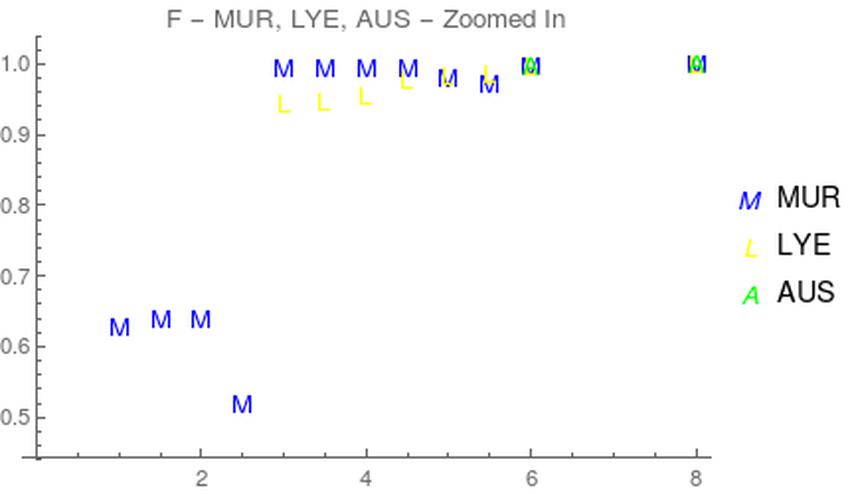 F – MUR, LYE, AUS – Zoomed In
1.0
0.9
0.8
0.7
0.6
0.5
M M M M M M M M
L L L L L L L L
A A
M M M
M
2 4 6 8
M MUR
L LYE
A AUS